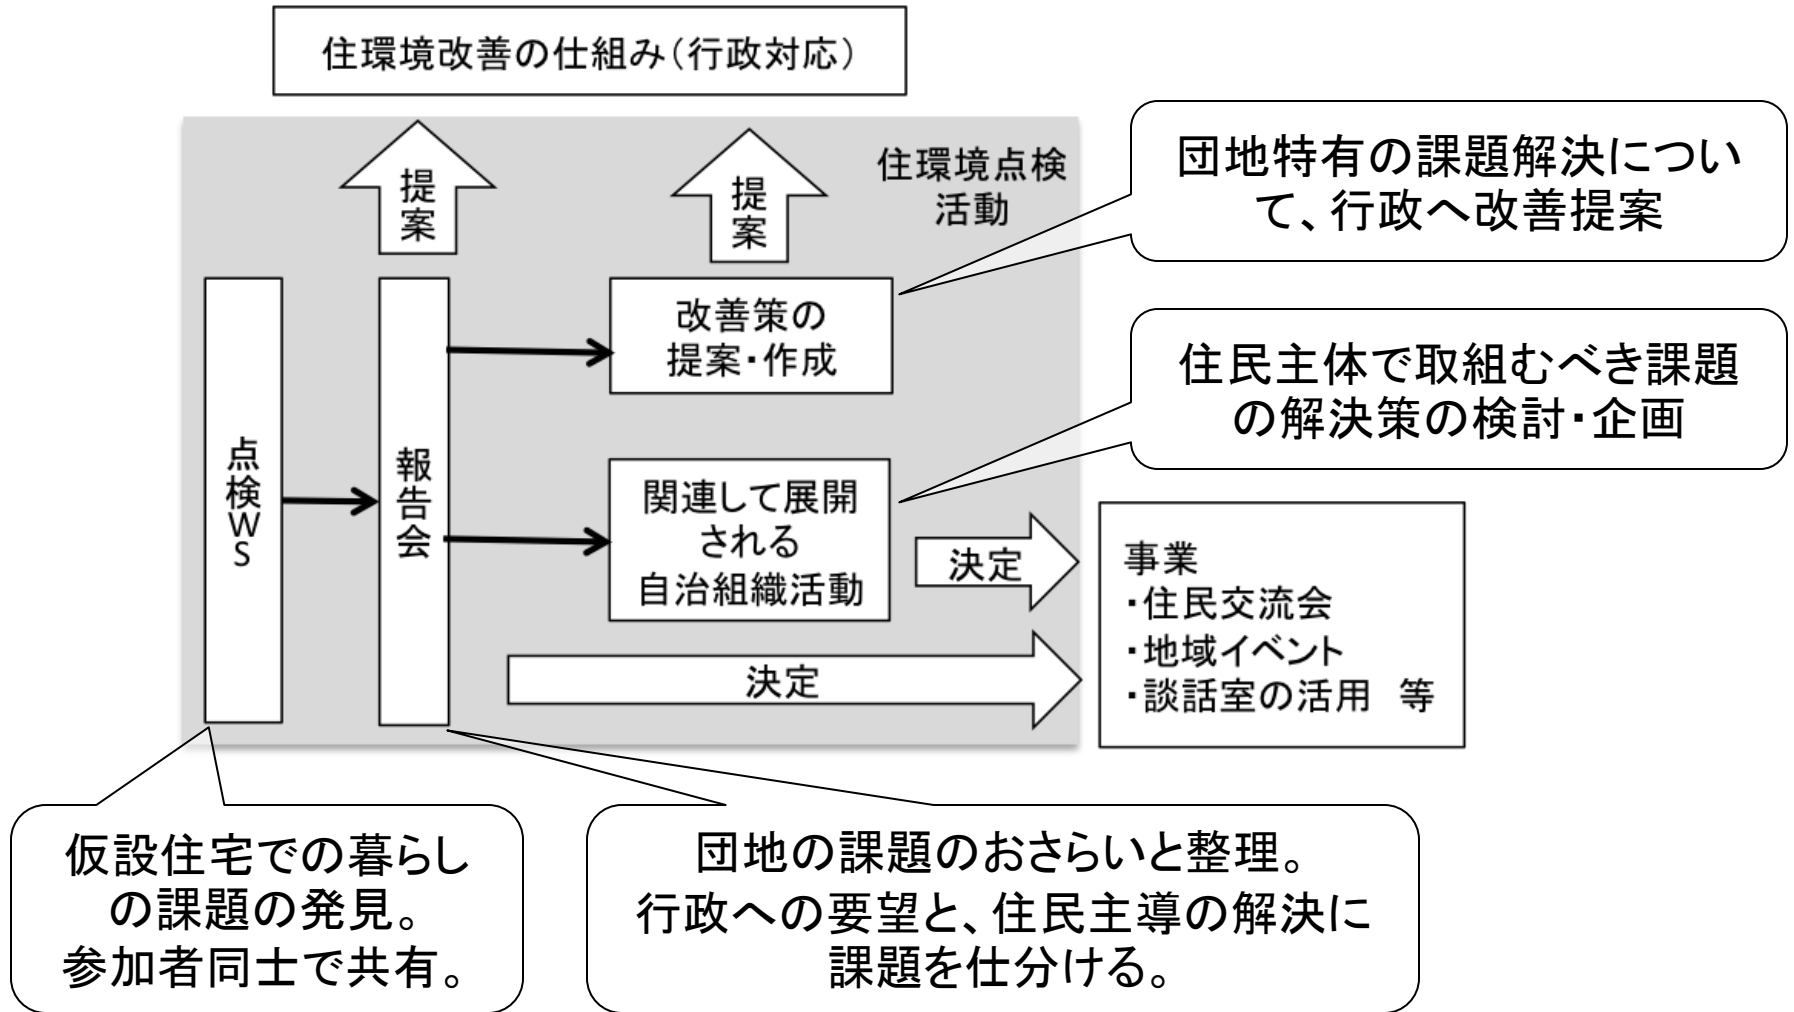 住環境改善の仕組み（行政対応）
提案
提案
住環境点検
活動
団地特有の課題解決につい
て、行政へ改善提案
点検WS
報告会
改善策の
提案・作成
住民主体で取組むべき課題
の解決策の検討・企画
関連して展開
される
自治組織活動
決定
決定
事業
・住民交流会
・地域イベント
・談話室の活用　等
仮設住宅での暮らし
の課題の発見。
参加者同士で共有。
団地の課題のおさらいと整理。
行政への要望と、住民主導の解決に
課題を仕分ける。